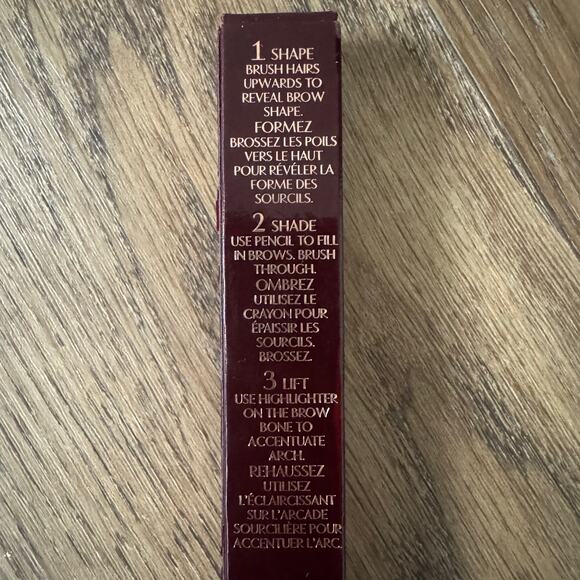 1 SHAPE
BRUSH HAIRS
UPWARDS TO
REVEAL BROW
SHAPE.
FORMEZ
BROSSEZ LES POILS
VERS LE HAUT
POUR RÉVÉLER LA
FORME DES
SOURCILS.
2 SHADE
USE PENCIL TO FILL
IN BROWS. BRUSH
THROUGH.
OMBREZ
UTILISEZ LE
CRAYON POUR
ÉPAISSIR LES
SOURCILS.
BROSSEZ.
3 LIFT
USE HIGHLIGHTER
ON THE BROW
BONE TO
ACCENTUATE
ARCH.
REHAUSSEZ
UTILISEZ
L'ÉCLAIRCISSANT
SUR L'ARCADE
SOURCILIÈRE POUR
ACCENTUER L'ARC.